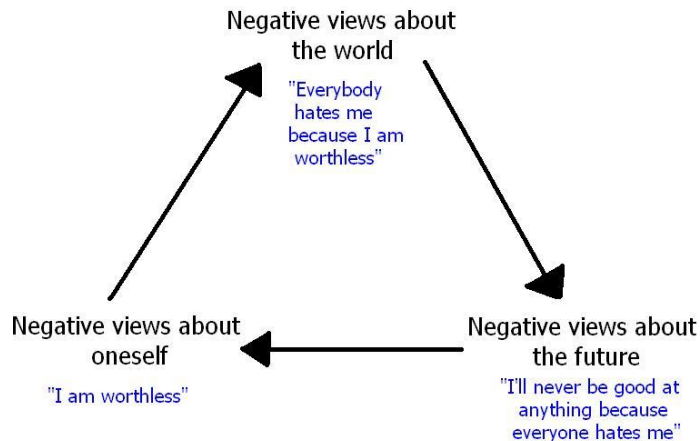 Negative views about
the world
"Everybody
hates me
because I am
worthless"
Negative views about
oneself
"I am worthless"
Negative views about
the future
"I'll never be good at
anything because
everyone hates me"